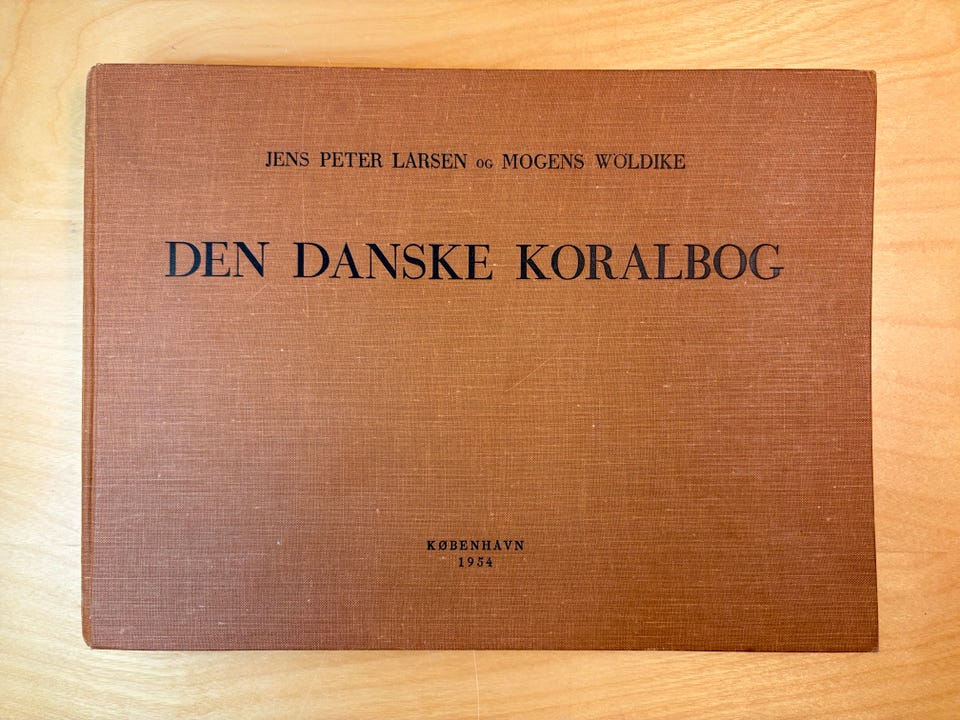 JENS PETER LARSEN OG MOGENS WÖLDIKE
DEN DANSKE KORALBOG
KØBENHAVN
1954